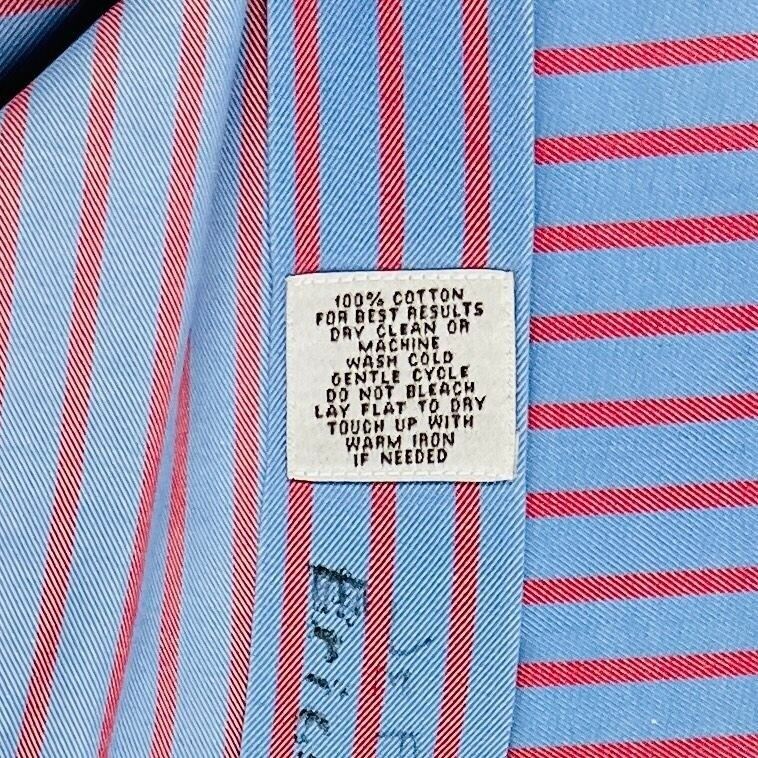 100% COTTON
FOR BEST RESULTS
DRY CLEAN OR
MACHINE
WASH COLD
GENTLE CYCLE
DO NOT BLEACH
LAY FLAT TO DRY
TOUCH UP WITH
WARM IRON
IF NEEDED